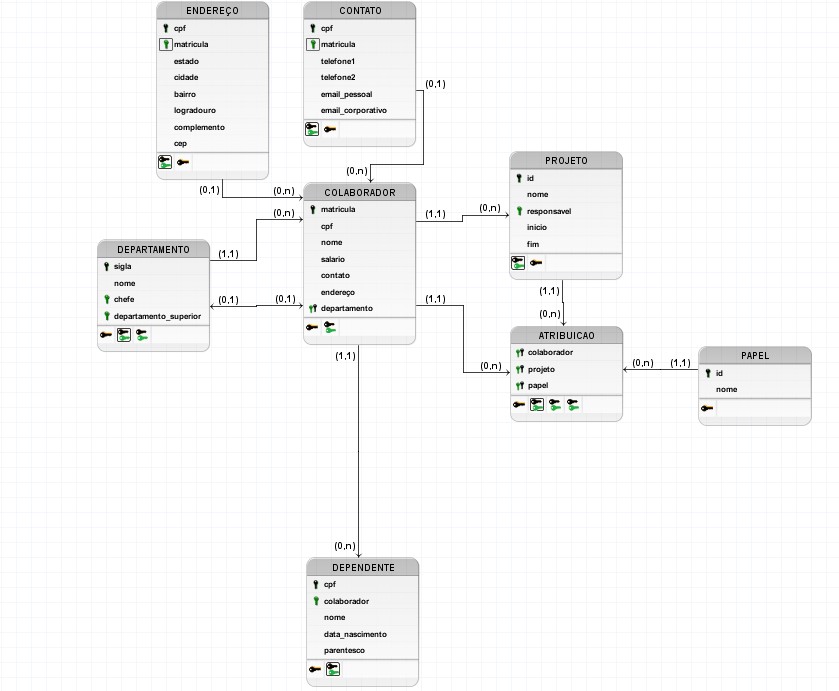 ENDEREÇO
cpf
matricula
estado
cidade
bairro
logradouro
complemento
cep
CONTATO
cpf
matricula
telefone1
telefone2
email_pessoal
email_corporativo
(0,1)
(0,n)
(0,1)
(0,n)
COLABORADOR
matricula
cpf
nome
salario
contato
endereço
departamento
(0,n)
(1,1)
(0,1)
(0,1)
DEPARTAMENTO
sigla
nome
chefe
departamento_superior
(1,1)
(0,n)
PROJETO
id
nome
responsavel
inicio
fim
(1,1)
(0,n)
(1,1)
(0,n)
ATRIBUICAO
colaborador
projeto
papel
(0,n)
(1,1)
PAPEL
id
nome
(1,1)
(0,n)
DEPENDENTE
cpf
colaborador
nome
data_nascimento
parentesco